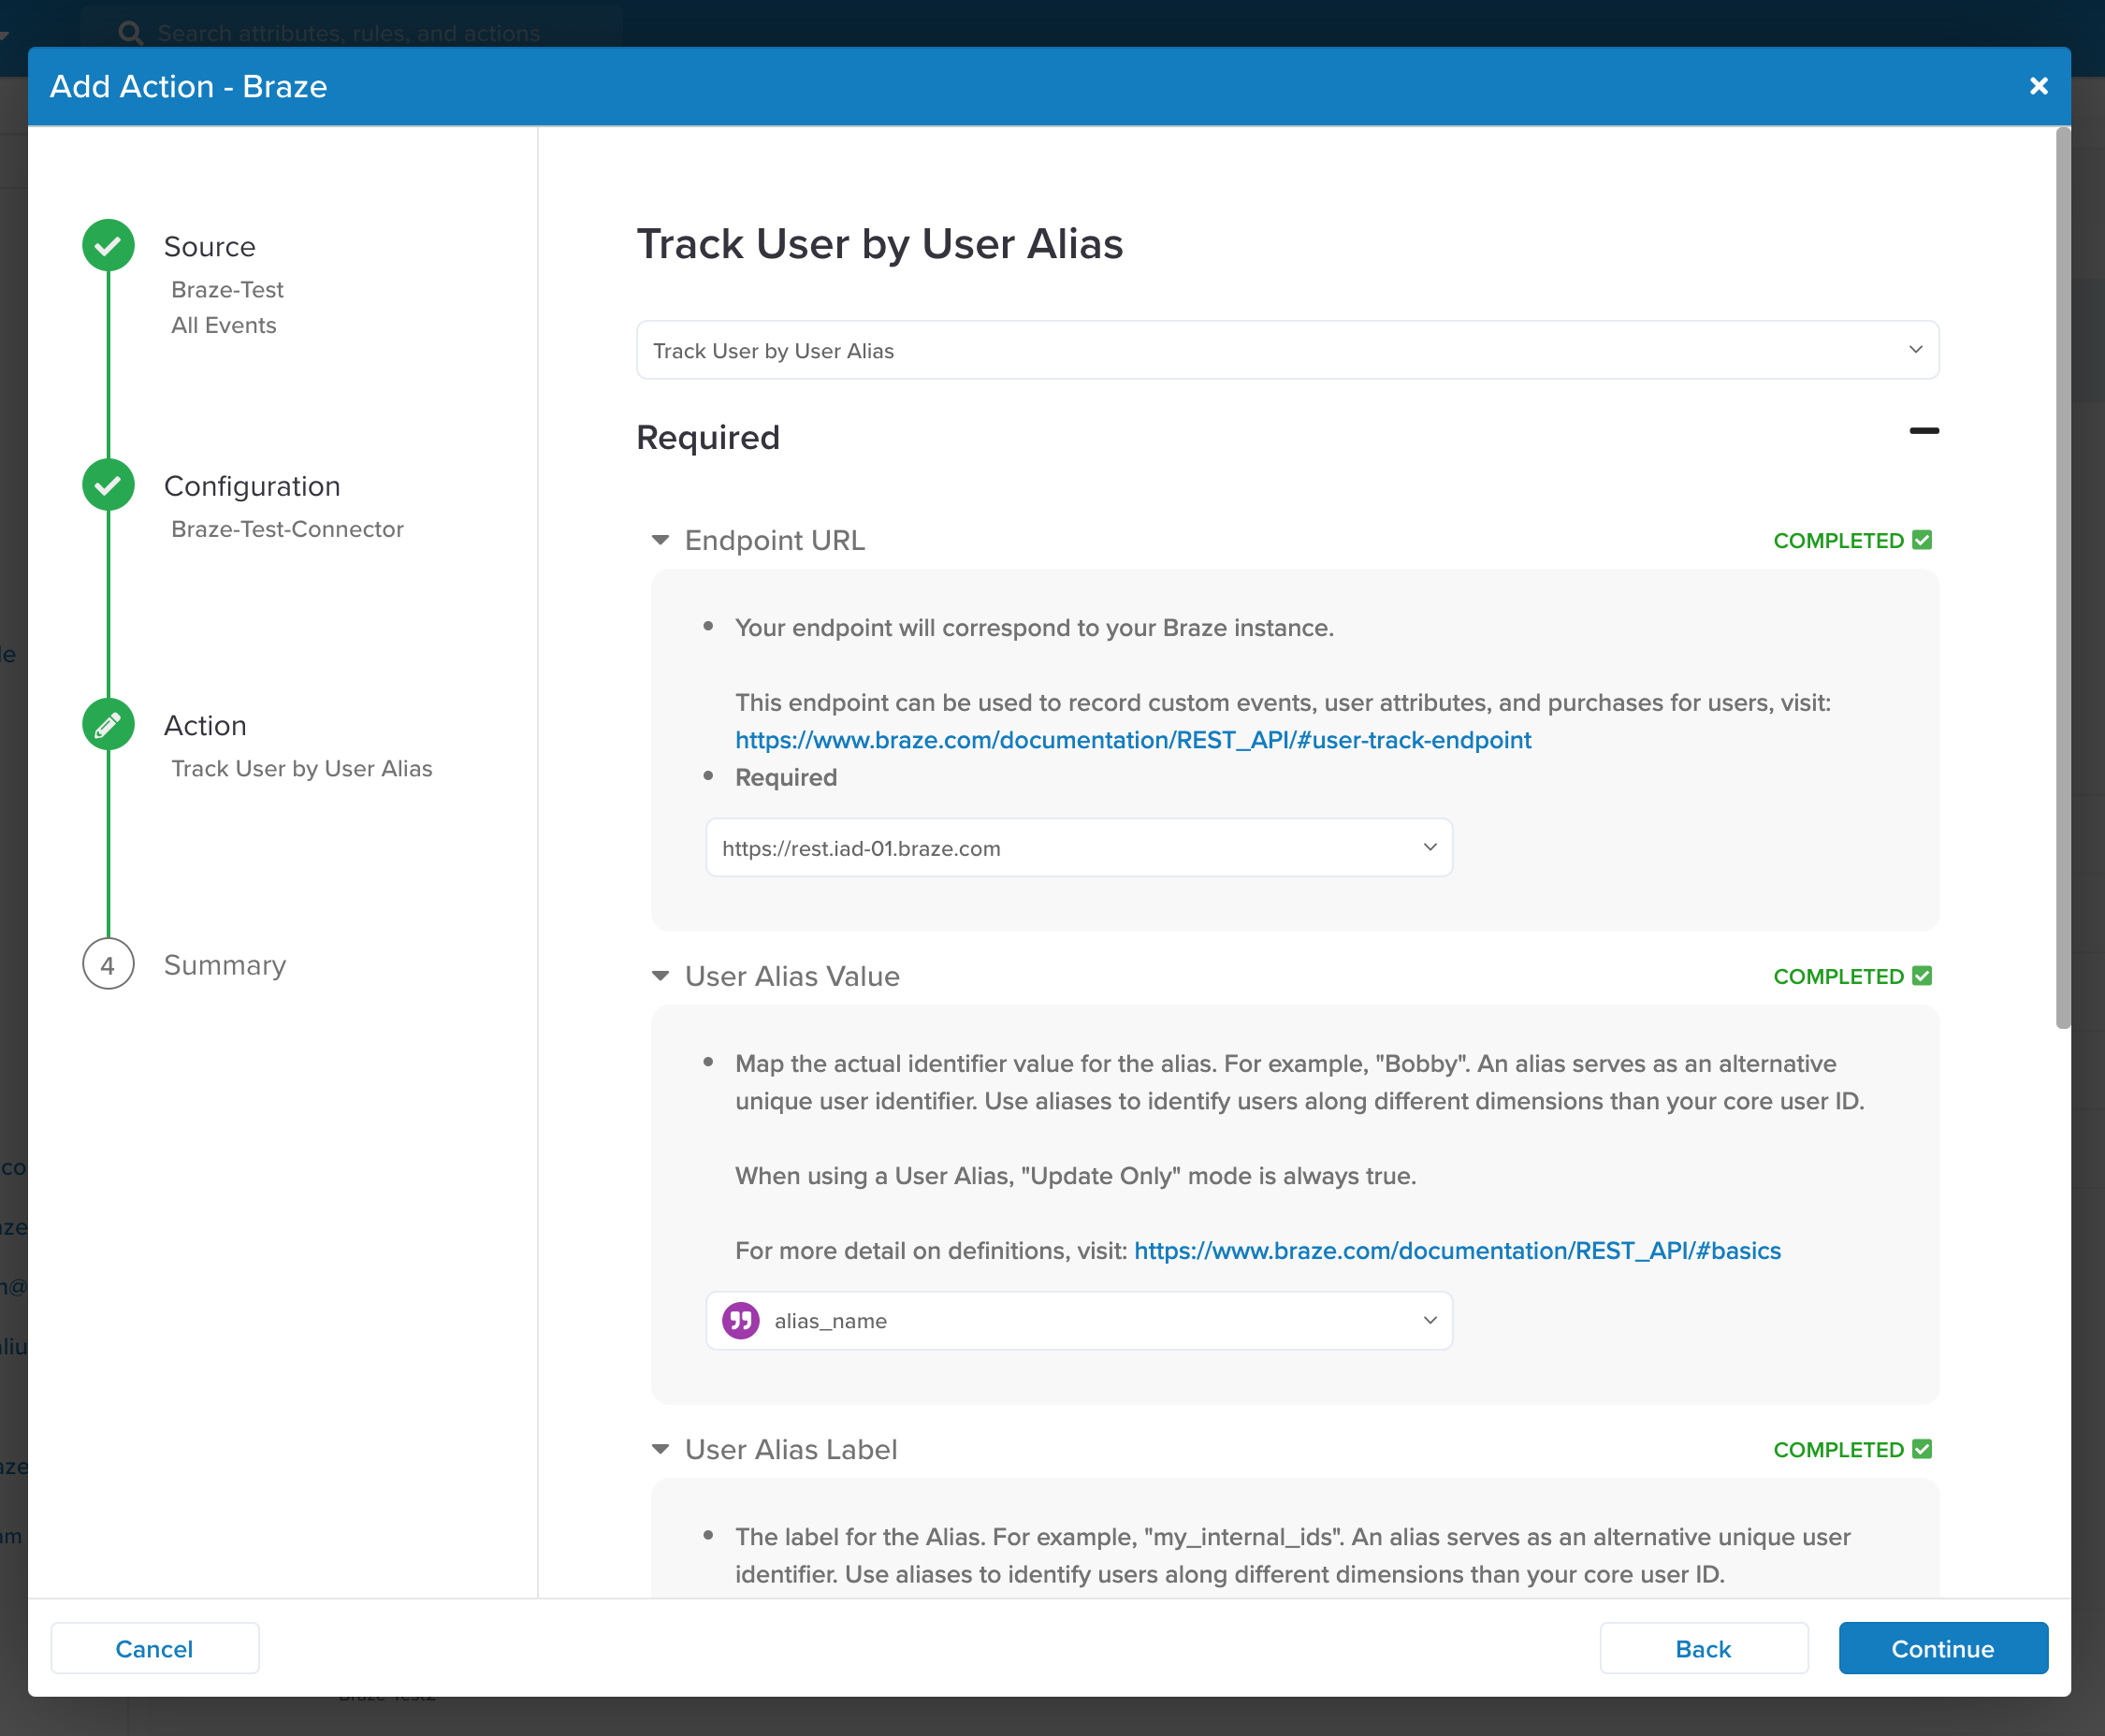 Search attributes, rules, and actions
Add Action - Braze
Source
Braze-Test
All Events
Configuration
Braze-Test-Connector
Action
Track User by User Alias
4
Summary
Track User by User Alias
Track User by User Alias
Required
Endpoint URL
COMPLETED
Your endpoint will correspond to your Braze instance.
This endpoint can be used to record custom events, user attributes, and purchases for users, visit:
https://www.braze.com/documentation/REST_API/#user-track-endpoint
Required
https://rest.iad-01.braze.com
User Alias Value
COMPLETED
Map the actual identifier value for the alias. For example, "Bobby". An alias serves as an alternative
unique user identifier. Use aliases to identify users along different dimensions than your core user ID.
When using a User Alias, "Update Only" mode is always true.
For more detail on definitions, visit: https://www.braze.com/documentation/REST_API/#basics
alias_name
User Alias Label
COMPLETED
The label for the Alias. For example, "my_internal_ids". An alias serves as an alternative unique user
identifier. Use aliases to identify users along different dimensions than your core user ID.
Cancel
Back
Continue